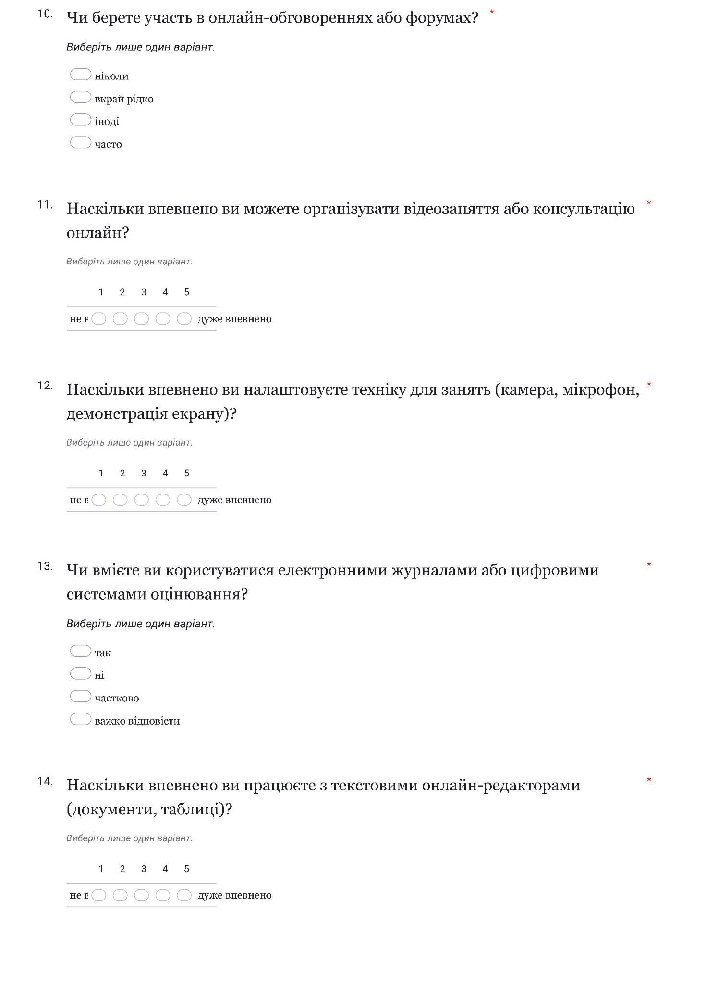 10. Чи берете участь в онлайн-обговореннях або форумах? *
Виберіть лише один варіант.
ніколи
вкрай рідко
іноді
часто
11. Наскільки впевнено ви можете організувати відеозаняття або консультацію *
онлайн?
Виберіть лише один варіант.
1 2 3 4 5
не дуже впевнено
12. Наскільки впевнено ви налаштовуєте техніку для занять (камера, мікрофон, *
демонстрація екрану)?
Виберіть лише один варіант.
1 2 3 4 5
не дуже впевнено
13. Чи вмієте ви користуватися електронними журналами або цифровими *
системами оцінювання?
Виберіть лише один варіант.
так
ні
частково
важко відповісти
14. Наскільки впевнено ви працюєте з текстовими онлайн-редакторами *
(документи, таблиці)?
Виберіть лише один варіант.
1 2 3 4 5
не дуже впевнено